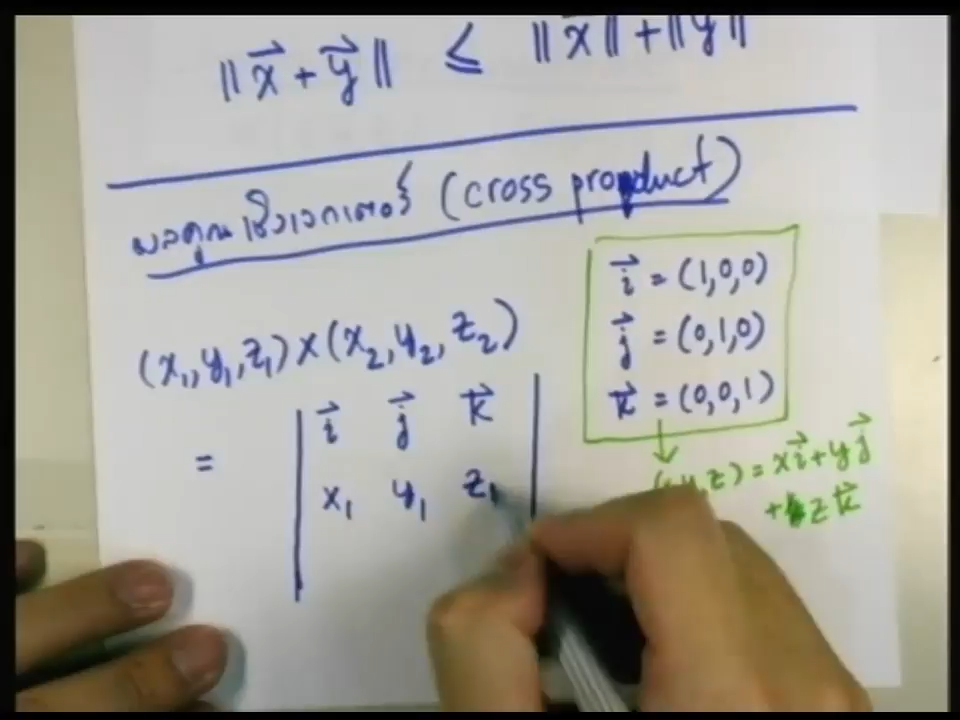 ‖x⃗ + y⃗‖ ≤ ‖x⃗‖ + ‖y⃗‖
ผลคูณเชิงเวกเตอร์ (cross product)
(x₁, y₁, z₁) × (x₂, y₂, z₂)
i⃗ j⃗ k⃗
=
x₁ y₁ z₁
i⃗ = (1,0,0)
j⃗ = (0,1,0)
k⃗ = (0,0,1)
y, z) = xi⃗ + yj⃗
+ zk⃗